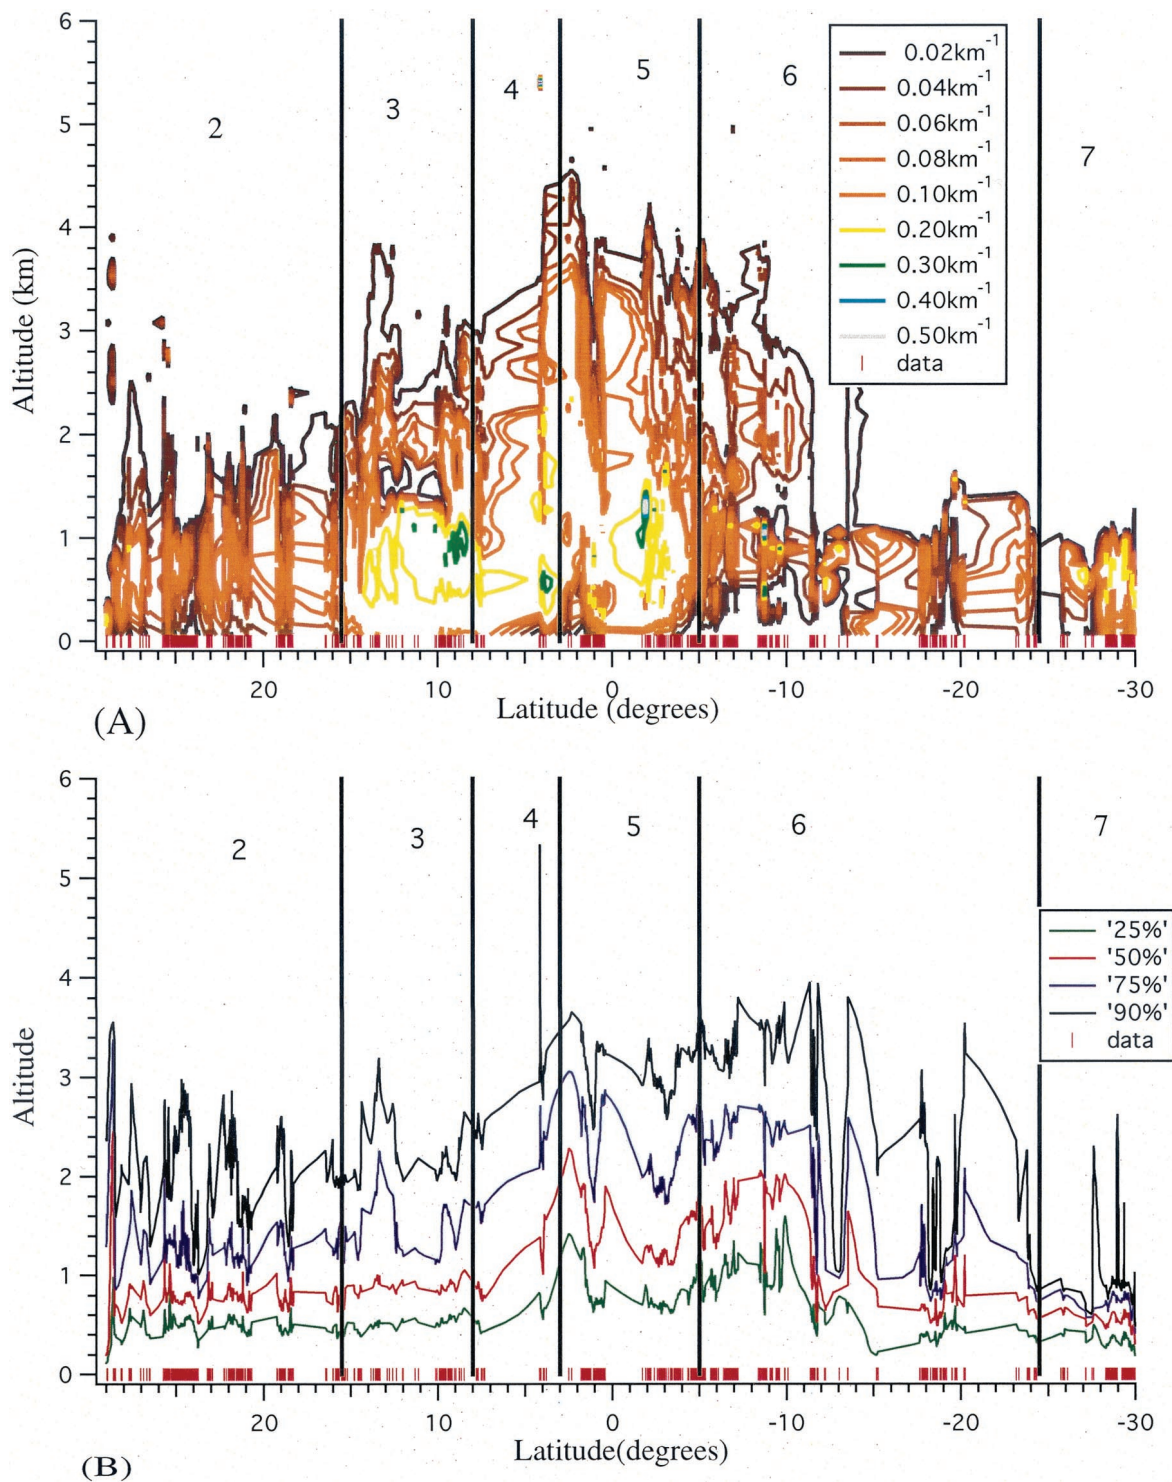 6
5
4
3
2
1
0
Altitude (km)
2
3
4
5
6
7
0.02km-1
0.04km-1
0.06km-1
0.08km-1
0.10km-1
0.20km-1
0.30km-1
0.40km-1
0.50km-1
data
20 10 0 -10 -20 -30
Latitude (degrees)
(A)
6
5
4
3
2
1
0
Altitude
2
3
4
5
6
7
'25%'
'50%'
'75%'
'90%'
data
20 10 0 -10 -20 -30
Latitude(degrees)
(B)